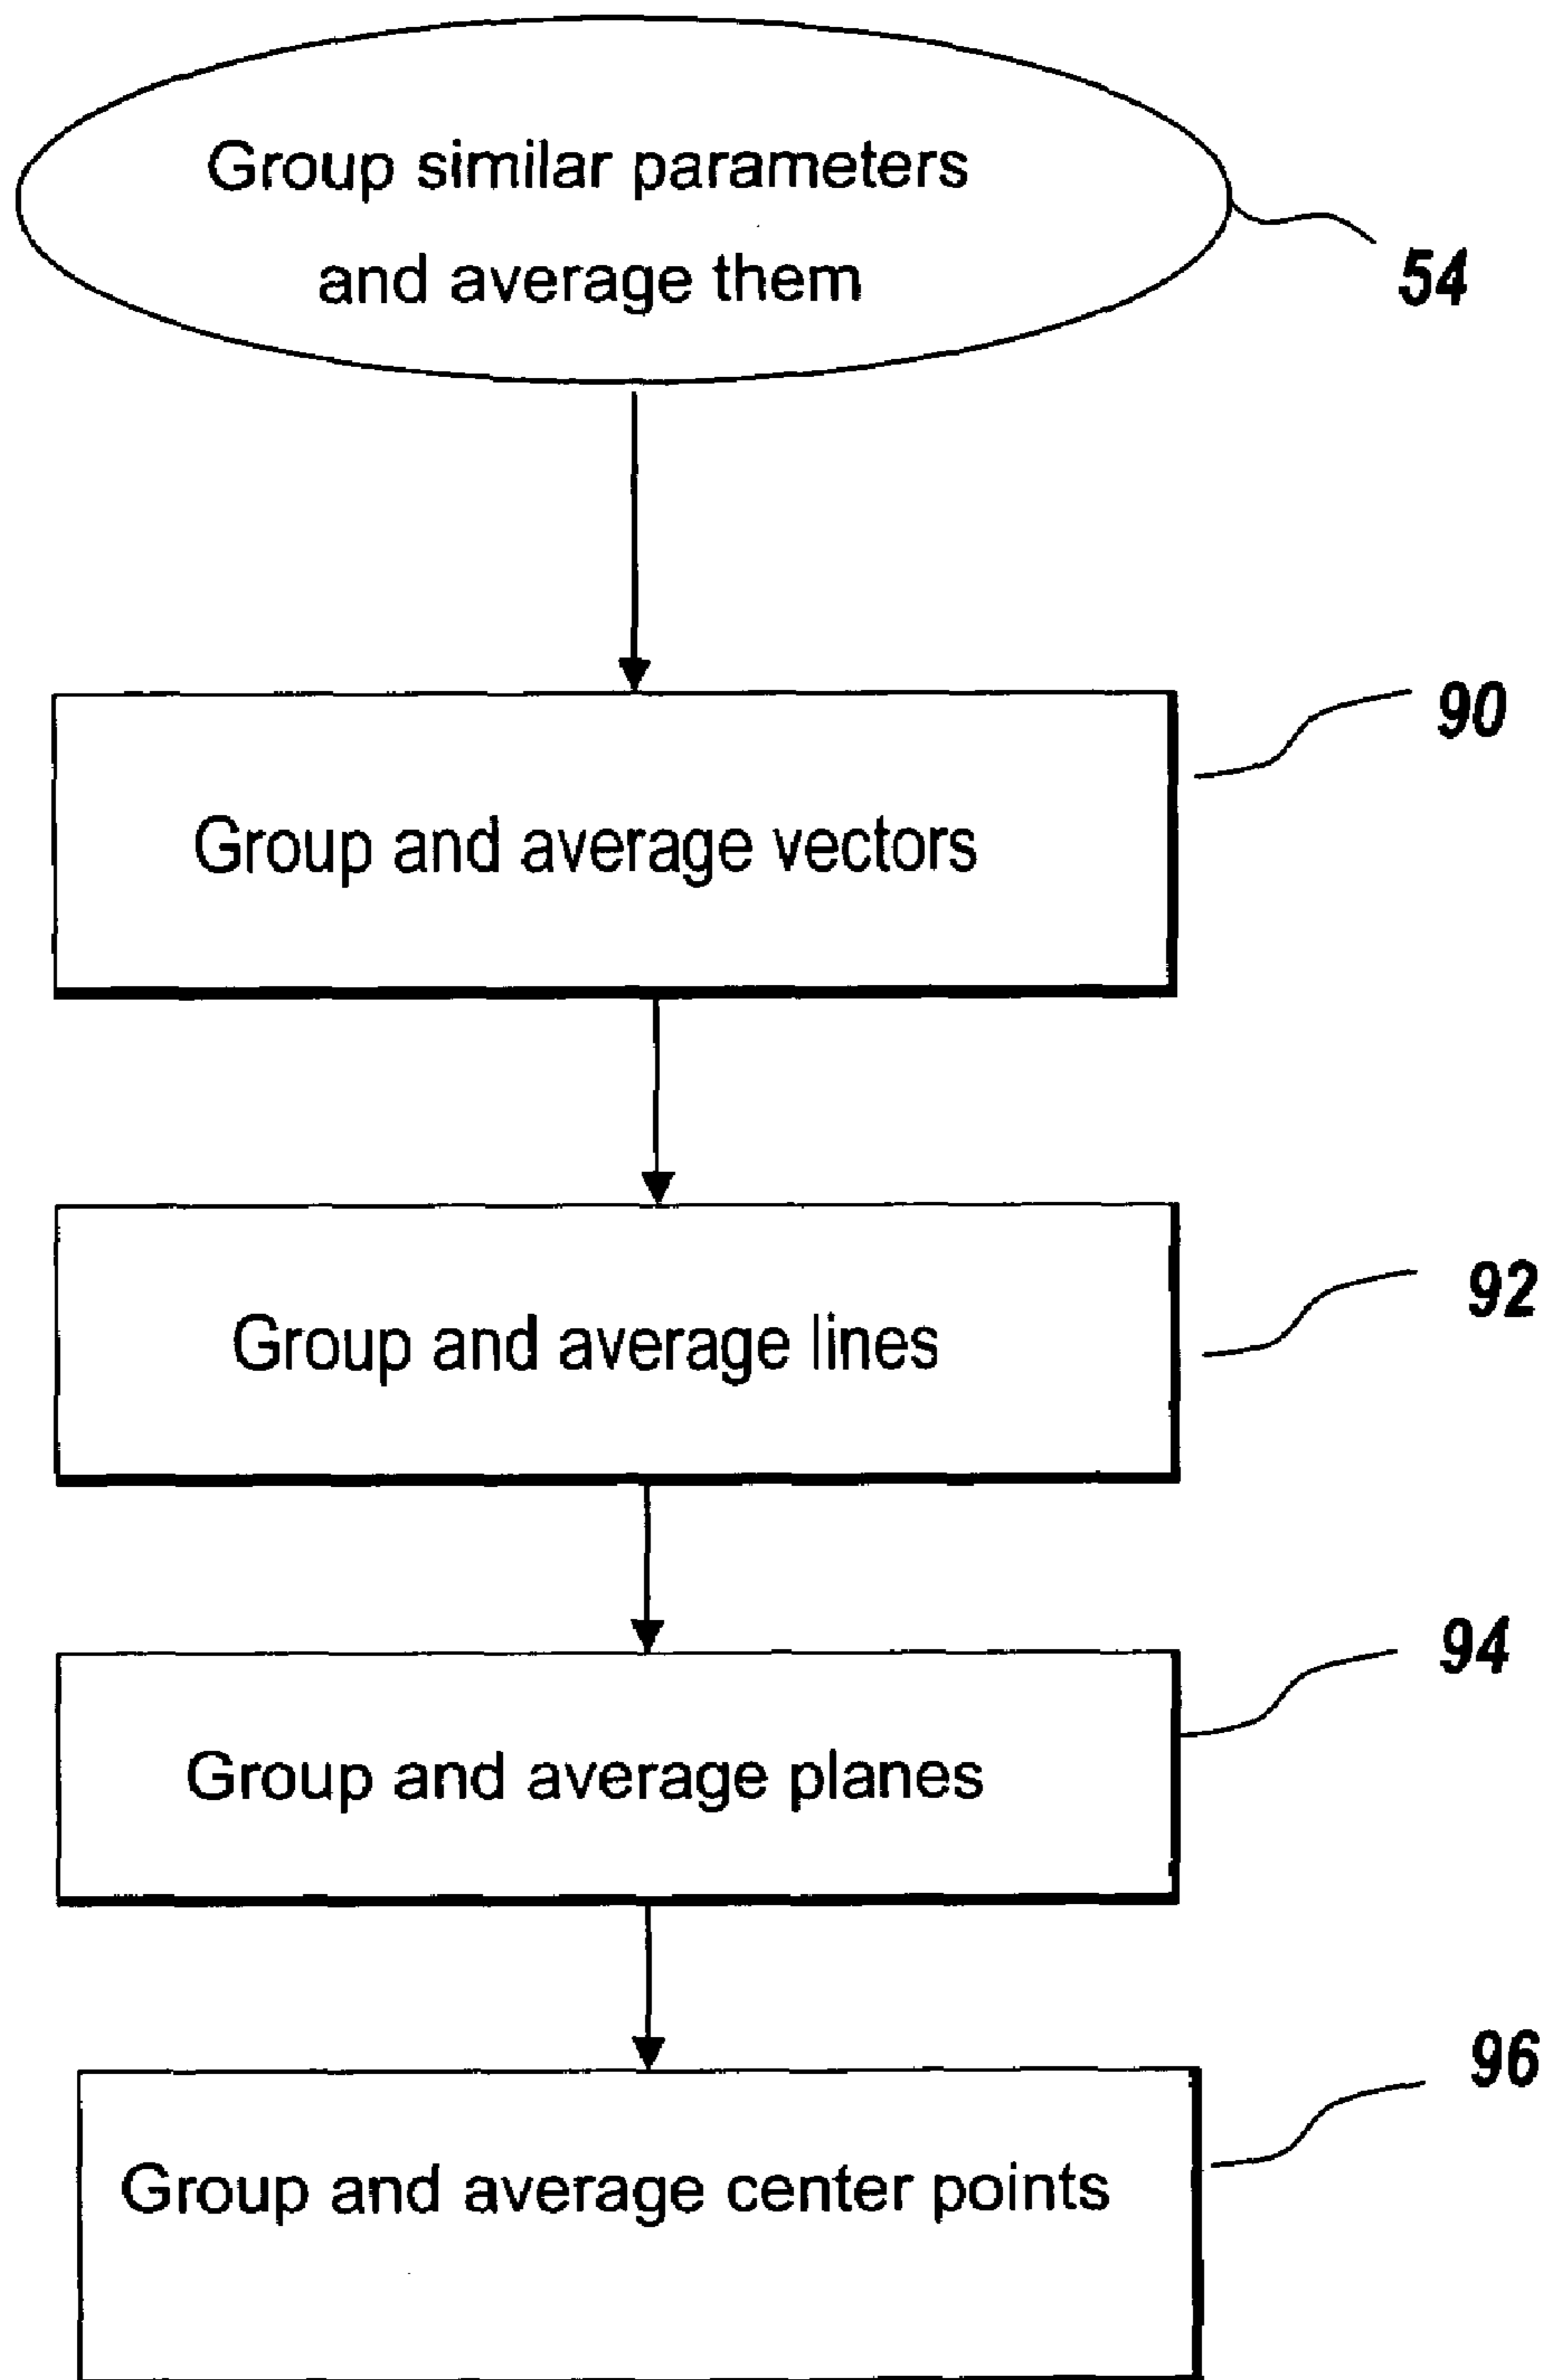 Group similar parameters
and average them
54
90
Group and average vectors
92
Group and average lines
94
Group and average planes
96
Group and average center points